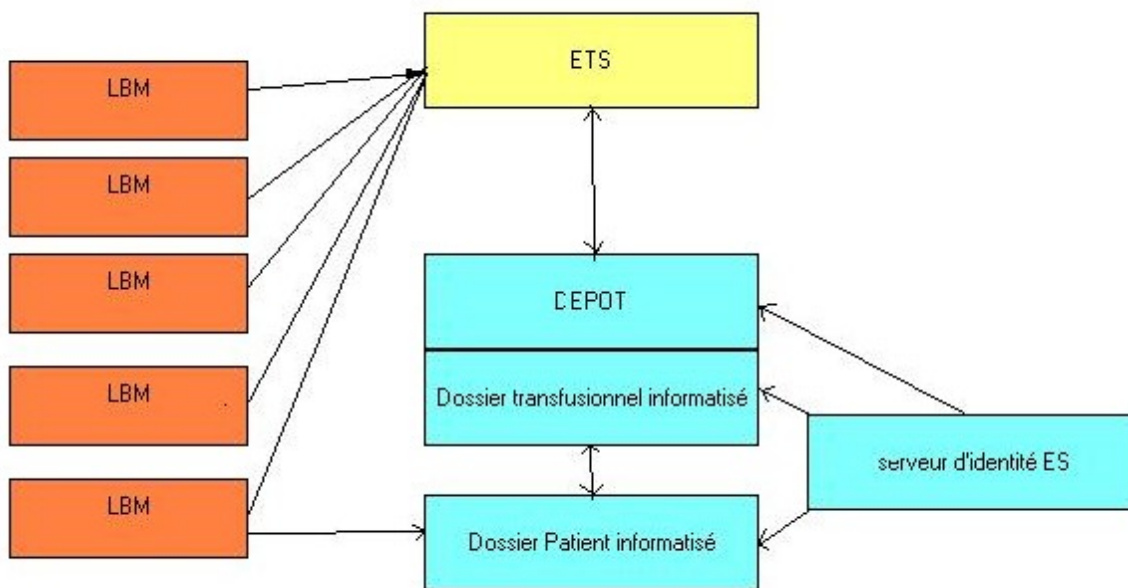 ETS
LBM
LBM
LBM
DEPOT
LBM
Dossier transfusionnel informatisé
serveur d'identité ES
LBM
Dossier Patient informatisé